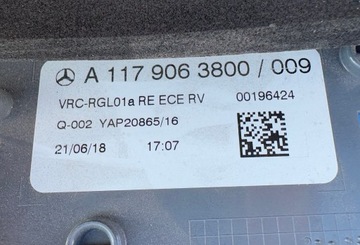 A 117 906 3800 / 009
VRC-RGL01a RE ECE RV 00196424
Q-002 YAP20865/16
21/06/18 17:07